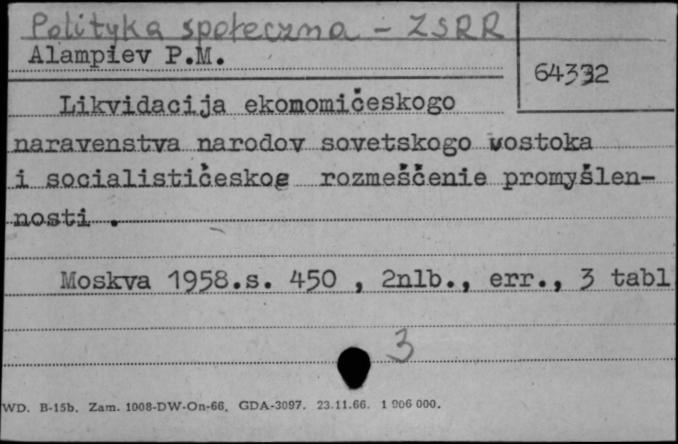 Polityka społeczna - ZSRR
Alampiev P.M.
64332
Likvidacija ekonomičeskogo
naravenstva narodov sovetskogo vostoka
i socialističeskoe rozmeščenie promyšlen-
nosti .
Moskva 1958.s. 450 , 2nlb., err., 3 tabl
3
WD. B-15b. Zam. 1008-DW-On-66. GDA-3097. 23.11.66. 1 906 000.